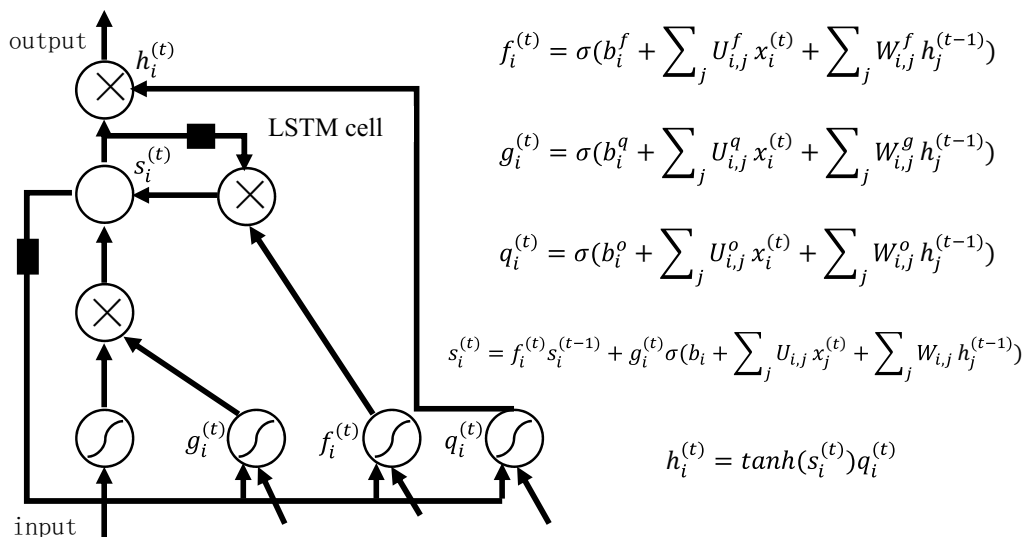 output
h_i^{(t)}
LSTM cell
s_i^{(t)}
g_i^{(t)}
f_i^{(t)}
q_i^{(t)}
input
f_i^{(t)} = σ(b_i^f + ∑_j U_{i,j}^f x_i^{(t)} + ∑_j W_{i,j}^f h_j^{(t−1)})
g_i^{(t)} = σ(b_i^q + ∑_j U_{i,j}^q x_i^{(t)} + ∑_j W_{i,j}^g h_j^{(t−1)})
q_i^{(t)} = σ(b_i^o + ∑_j U_{i,j}^o x_i^{(t)} + ∑_j W_{i,j}^o h_j^{(t−1)})
s_i^{(t)} = f_i^{(t)} s_i^{(t−1)} + g_i^{(t)} σ(b_i + ∑_j U_{i,j} x_j^{(t)} + ∑_j W_{i,j} h_j^{(t−1)})
h_i^{(t)} = tanh(s_i^{(t)})q_i^{(t)}